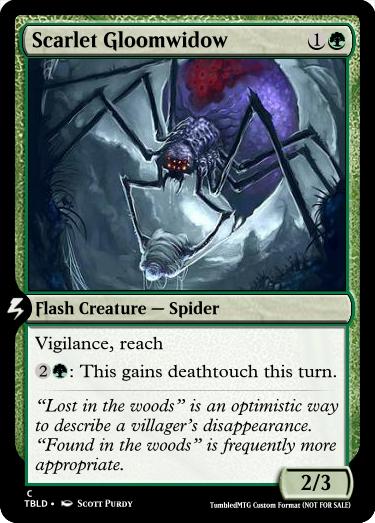 Scarlet Gloomwidow 1
Flash Creature — Spider
Vigilance, reach
2: This gains deathtouch this turn.
“Lost in the woods” is an optimistic way
to describe a villager’s disappearance.
“Found in the woods” is frequently more
appropriate.
2/3
C
TBLD • Scott Purdy
TumbledMTG Custom Format (NOT FOR SALE)